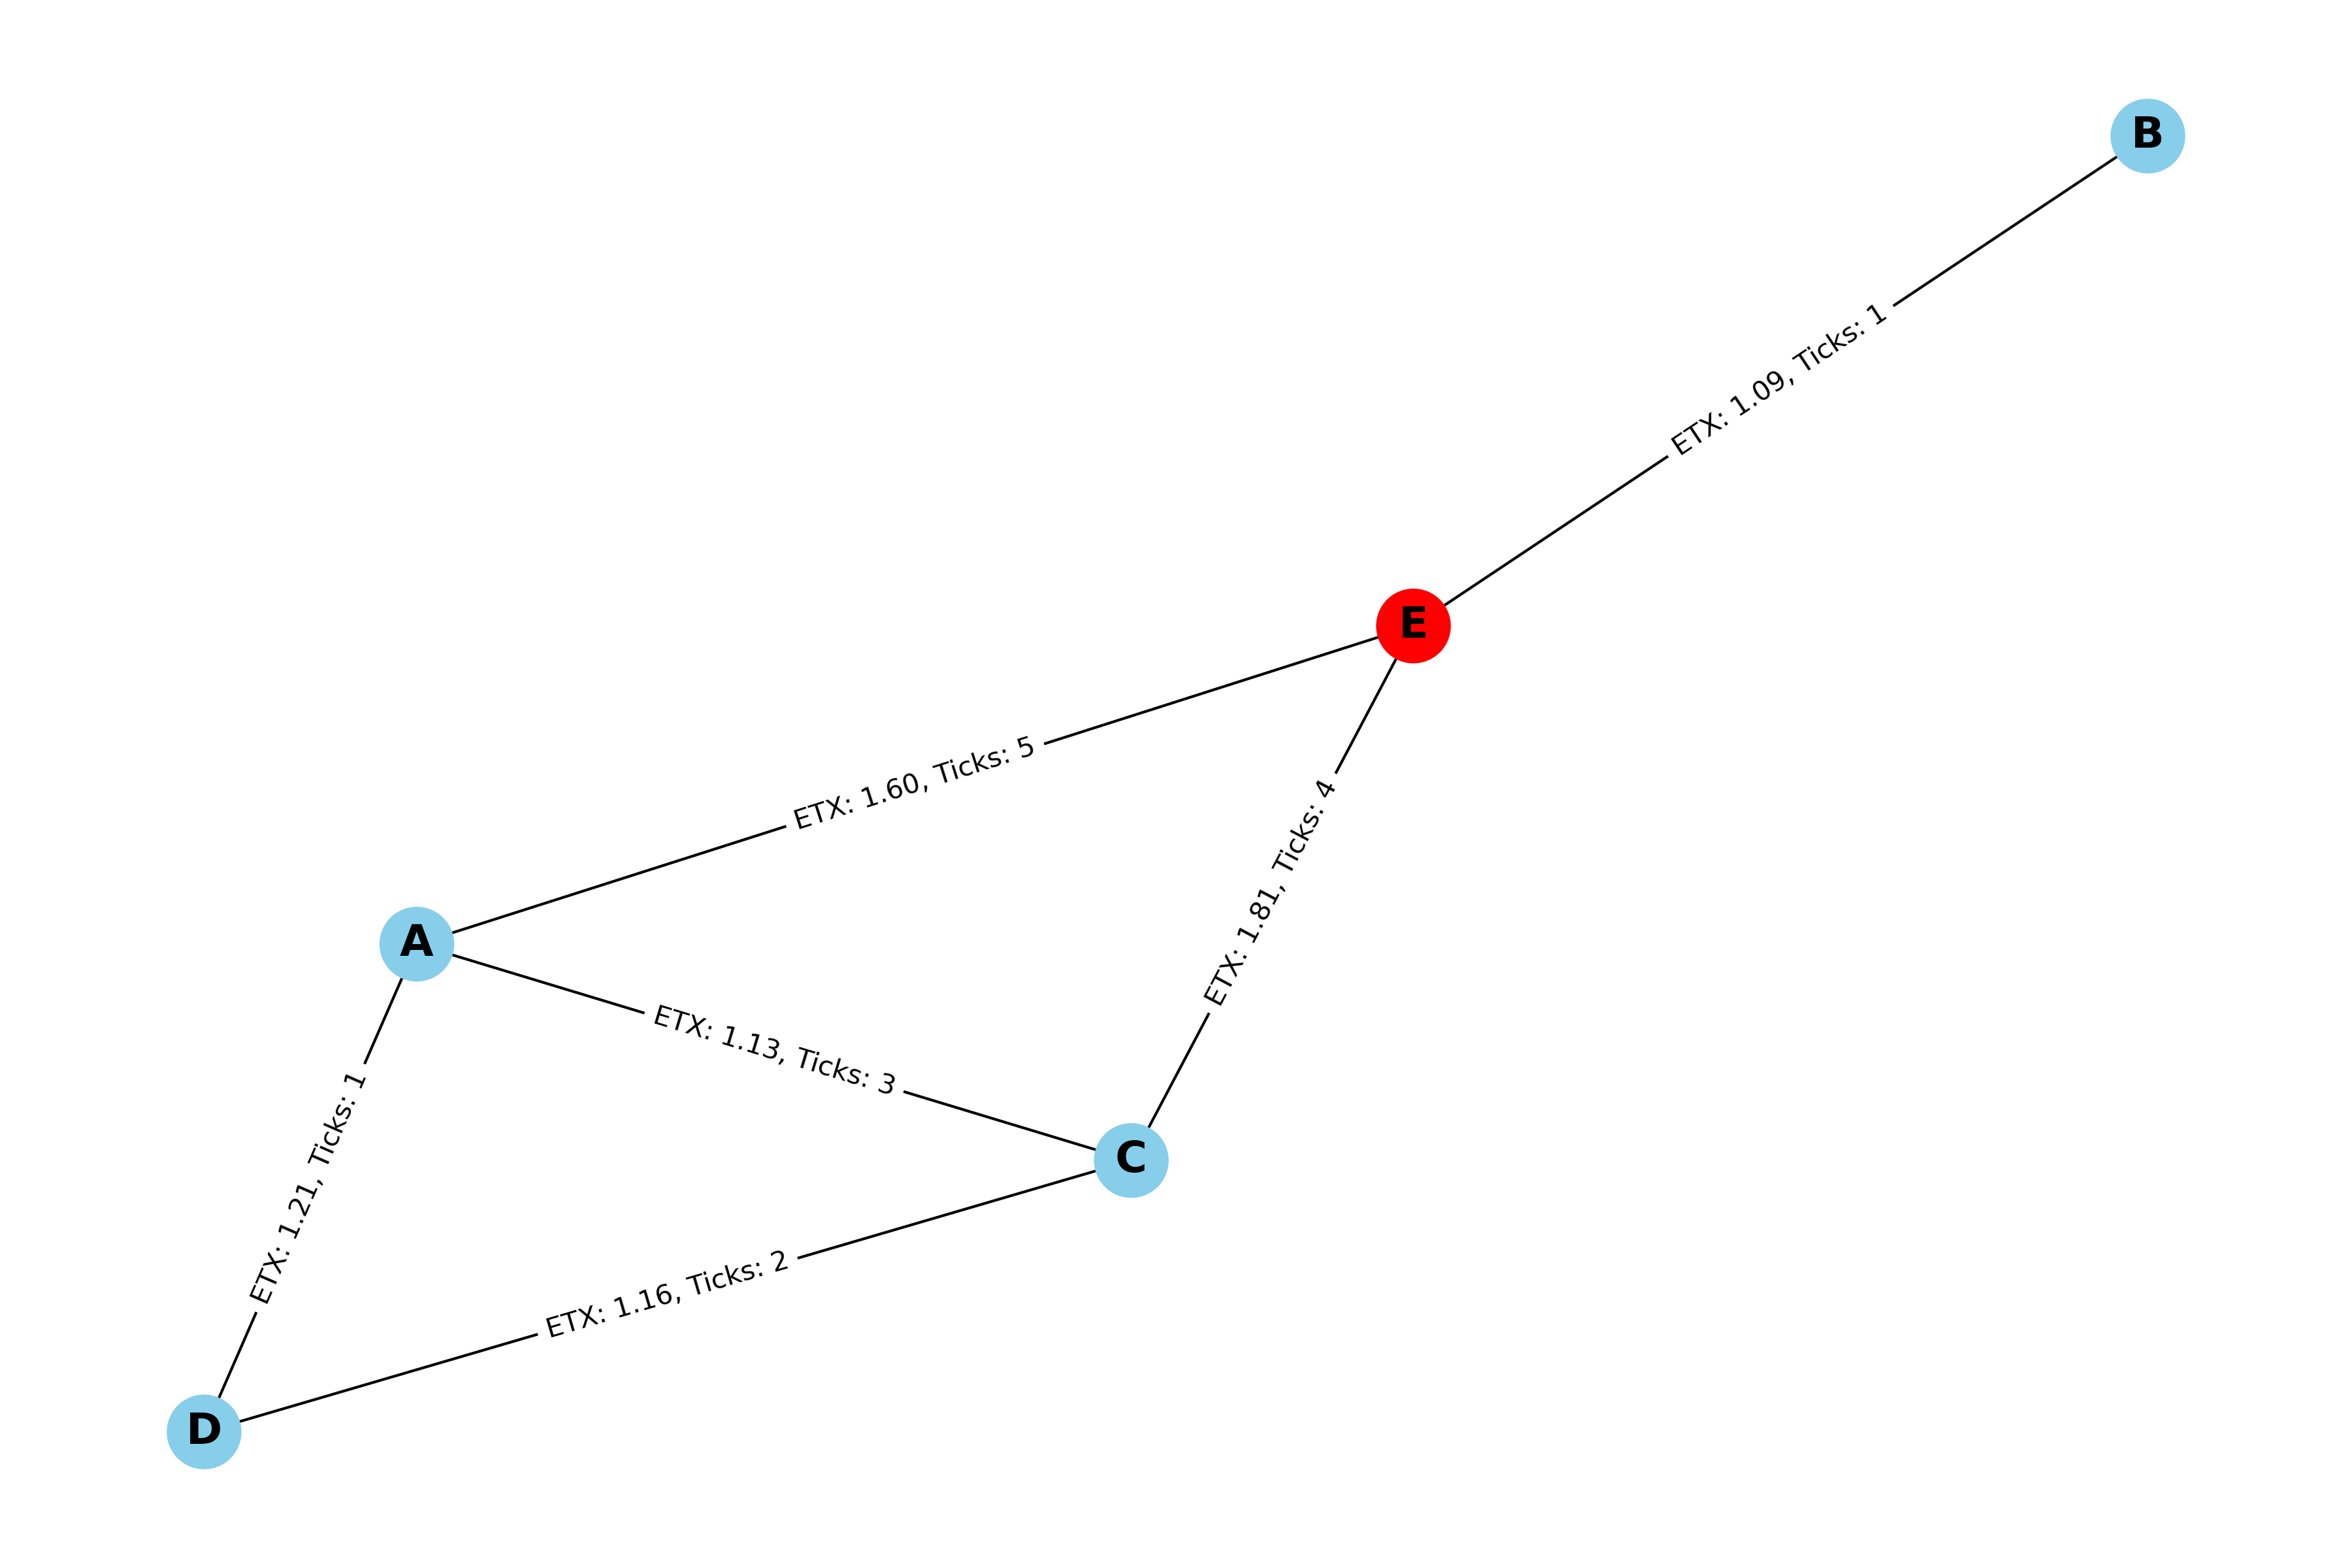 B
ETX: 1.09, Ticks: 1
E
ETX: 1.60, Ticks: 5
ETX: 1.81, Ticks: 4
A
ETX: 1.13, Ticks: 3
ETX: 1.21, Ticks: 1
C
ETX: 1.16, Ticks: 2
D